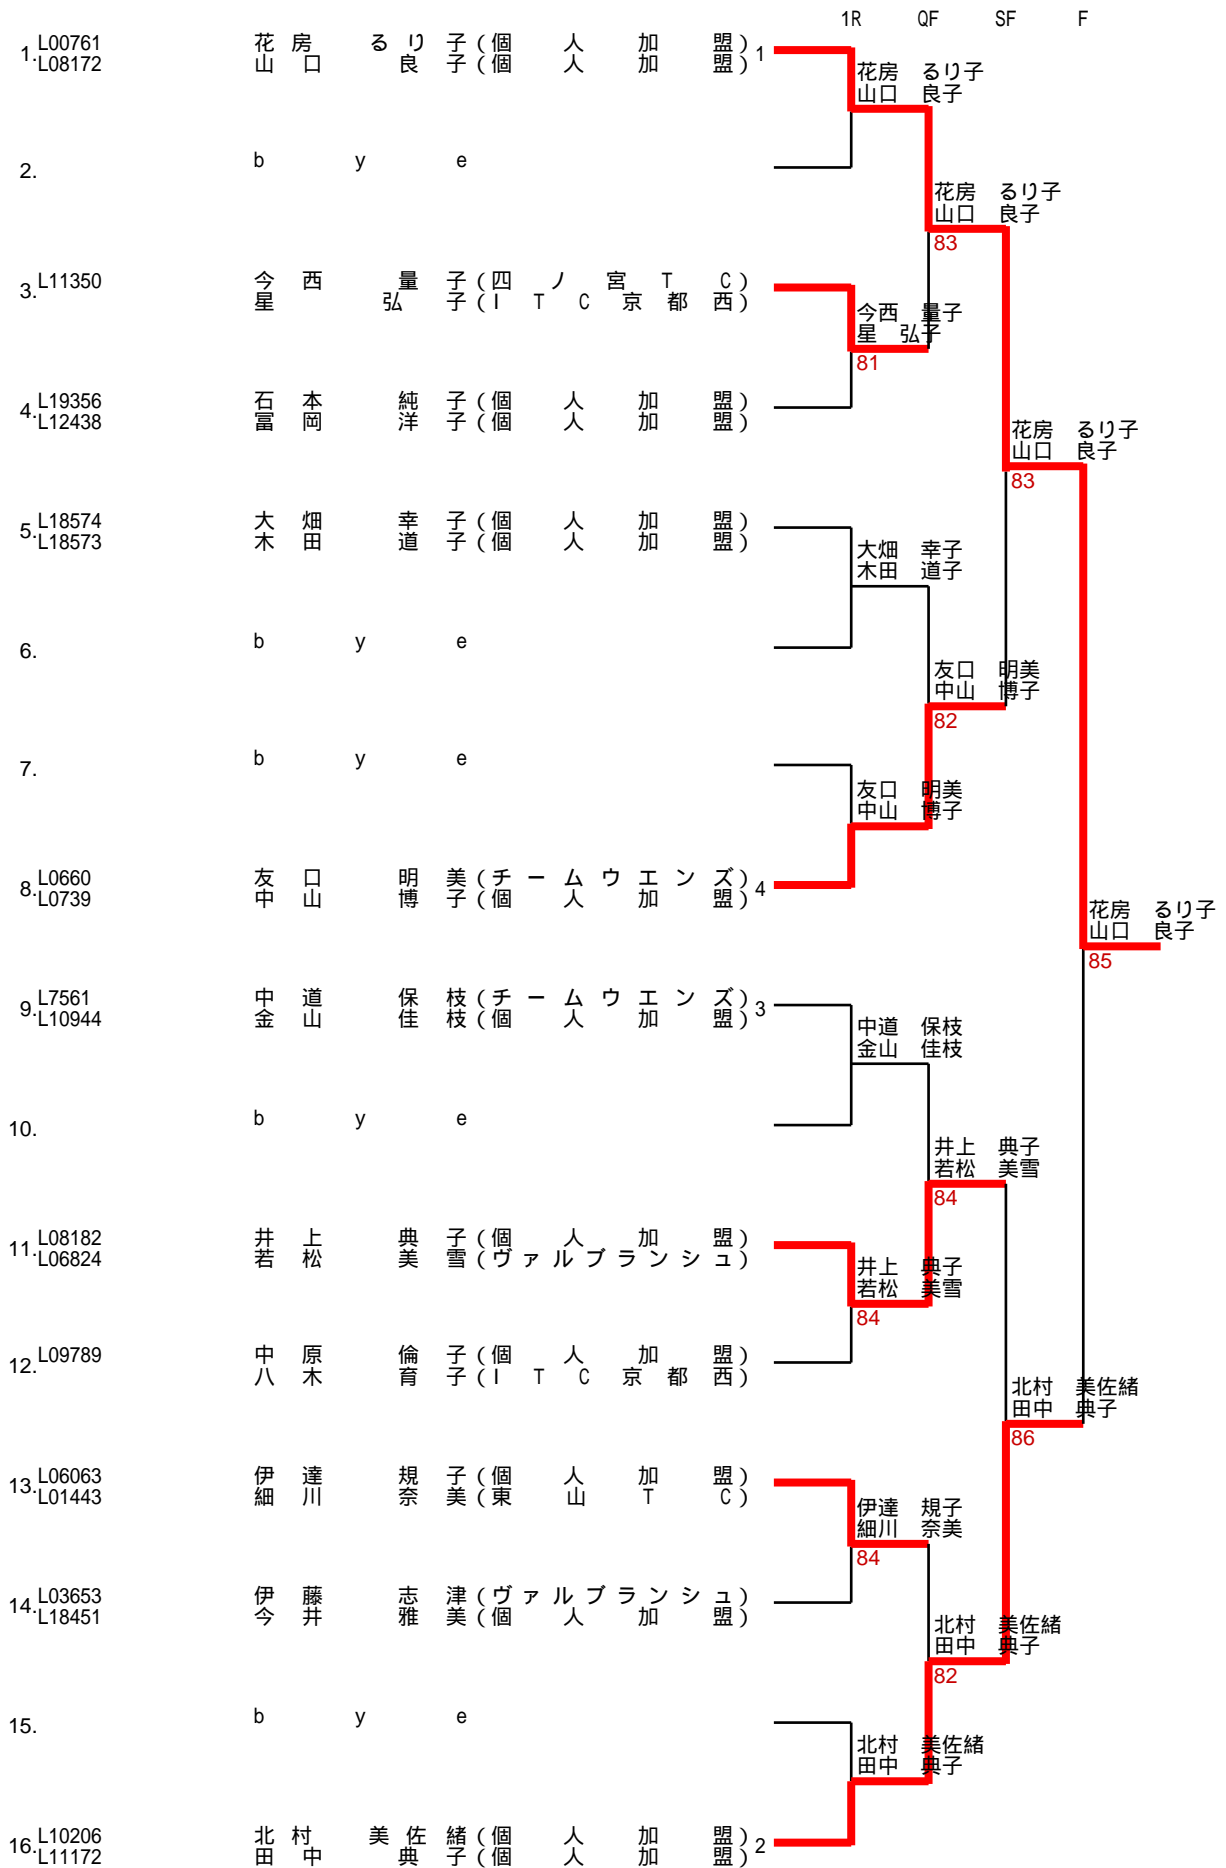 1R QF SF F
1. L00761 花房 るり子(個人加盟) 1
L08172 山口 良子(個人加盟)
花房 るり子
山口 良子
2. bye
花房 るり子
山口 良子
83
3. L11350 今西 量子(四ノ宮TC)
星 弘子(ITC京都西)
今西 量子
星 弘子
81
4. L19356 石本 純子(個人加盟)
L12438 冨岡 洋子(個人加盟)
花房 るり子
山口 良子
83
5. L18574 大畑 幸子(個人加盟)
L18573 木田 道子(個人加盟)
大畑 幸子
木田 道子
6. bye
友口 明美
中山 博子
82
7. bye
友口 明美
中山 博子
8. L0660 友口 明美(チームウエンズ) 4
L0739 中山 博子(個人加盟)
花房 るり子
山口 良子
85
9. L7561 中道 保枝(チームウエンズ) 3
L10944 金山 佳枝(個人加盟)
中道 保枝
金山 佳枝
10. bye
井上 典子
若松 美雪
84
11. L08182 井上 典子(個人加盟)
L06824 若松 美雪(ヴァルブランシュ)
井上 典子
若松 美雪
84
12. L09789 中原 倫子(個人加盟)
八木 育子(ITC京都西)
北村 美佐緒
田中 典子
86
13. L06063 伊達 規子(個人加盟)
L01443 細川 奈美(東山TC)
伊達 規子
細川 奈美
84
14. L03653 伊藤 志津(ヴァルブランシュ)
L18451 今井 雅美(個人加盟)
北村 美佐緒
田中 典子
82
15. bye
北村 美佐緒
田中 典子
16. L10206 北村 美佐緒(個人加盟) 2
L11172 田中 典子(個人加盟)